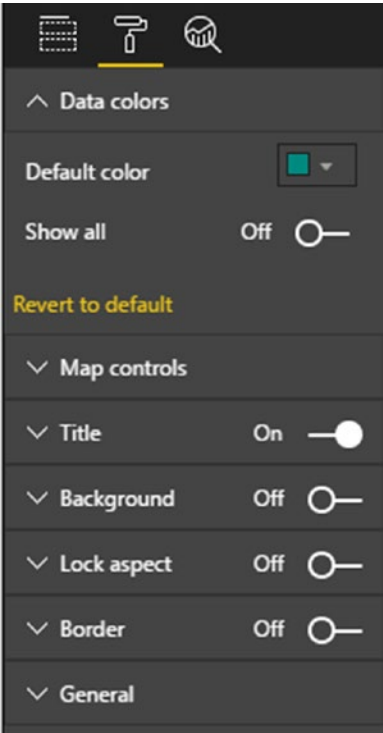 Data colors
Default color
Show all Off
Revert to default
Map controls
Title On
Background Off
Lock aspect Off
Border Off
General